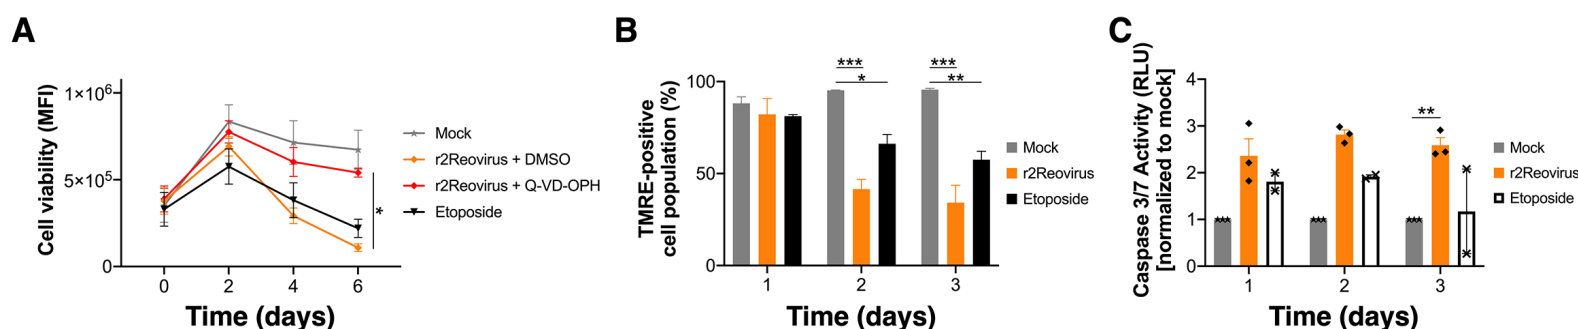 A
Cell viability (MFI)
1×10⁶
5×10⁵
0
0 2 4 6
Time (days)
*
Mock
r2Reovirus + DMSO
r2Reovirus + Q-VD-OPH
Etoposide
B
TMRE-positive
cell population (%)
100
50
0
*** ***
* **
1 2 3
Time (days)
Mock
r2Reovirus
Etoposide
C
Caspase 3/7 Activity (RLU)
[normalized to mock]
4
3
2
1
0
**
1 2 3
Time (days)
Mock
r2Reovirus
Etoposide